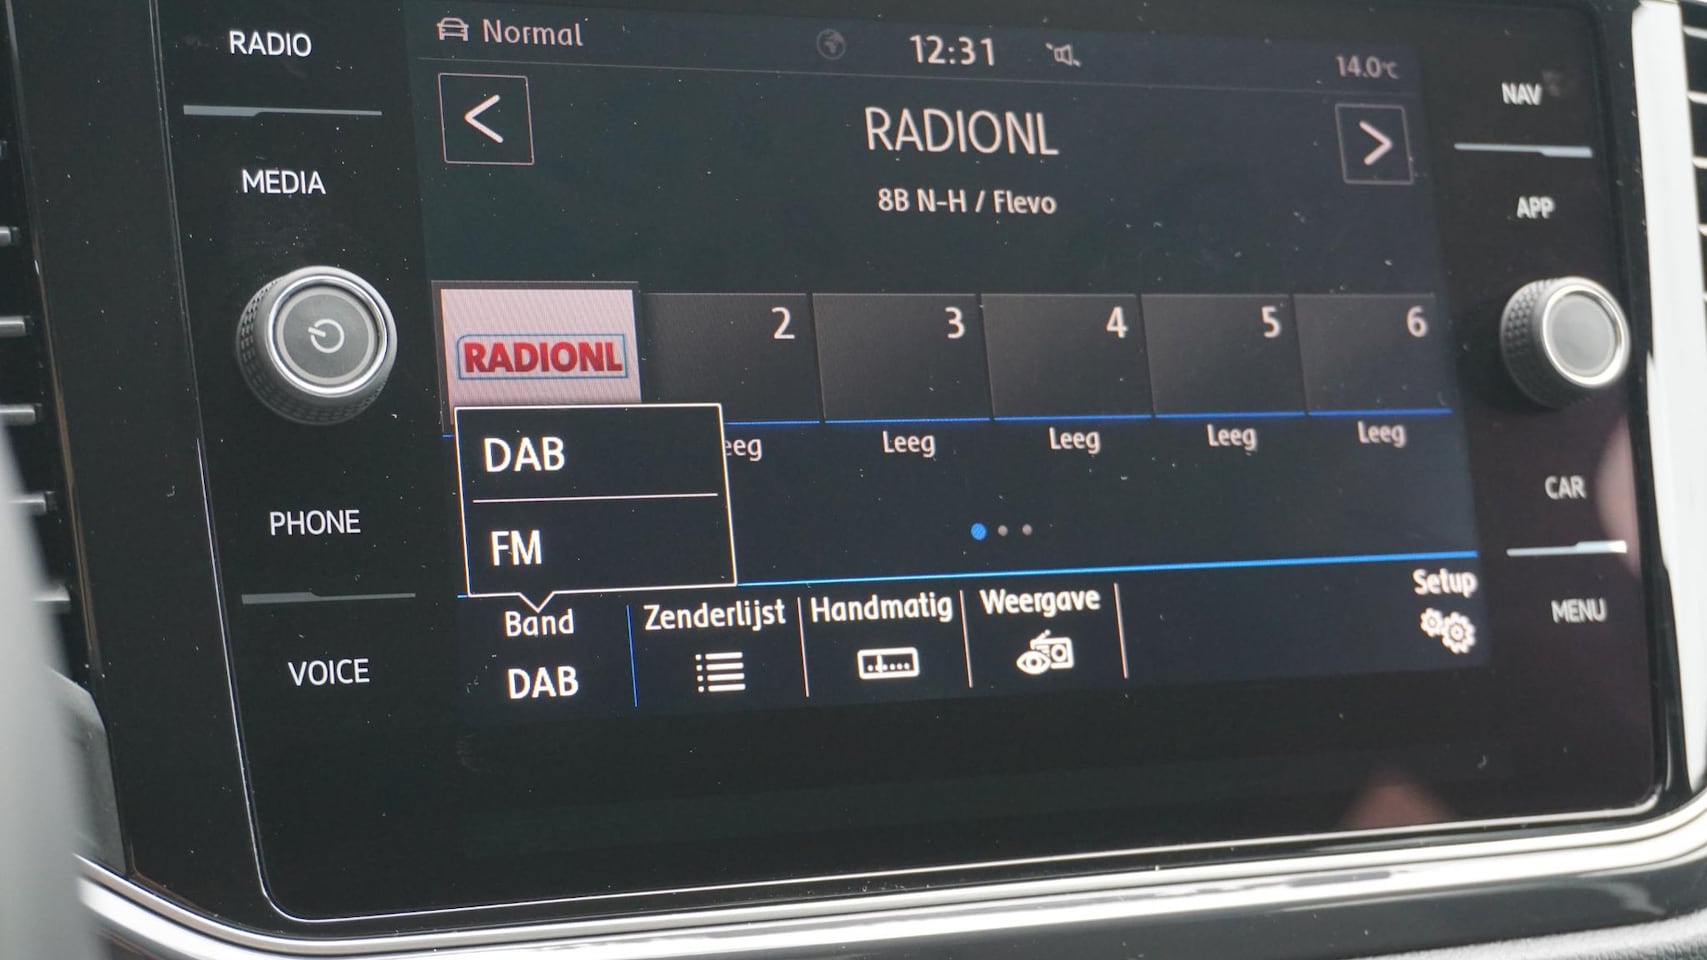 RADIO
MEDIA
PHONE
VOICE
Normal
12:31
14.0°C
RADIONL
8B N-H / Flevo
RADIONL
2
3
4
5
6
Leeg
Leeg
Leeg
Leeg
DAB
FM
Band
DAB
Zenderlijst
Handmatig
Weergave
Setup
NAV
APP
CAR
MENU